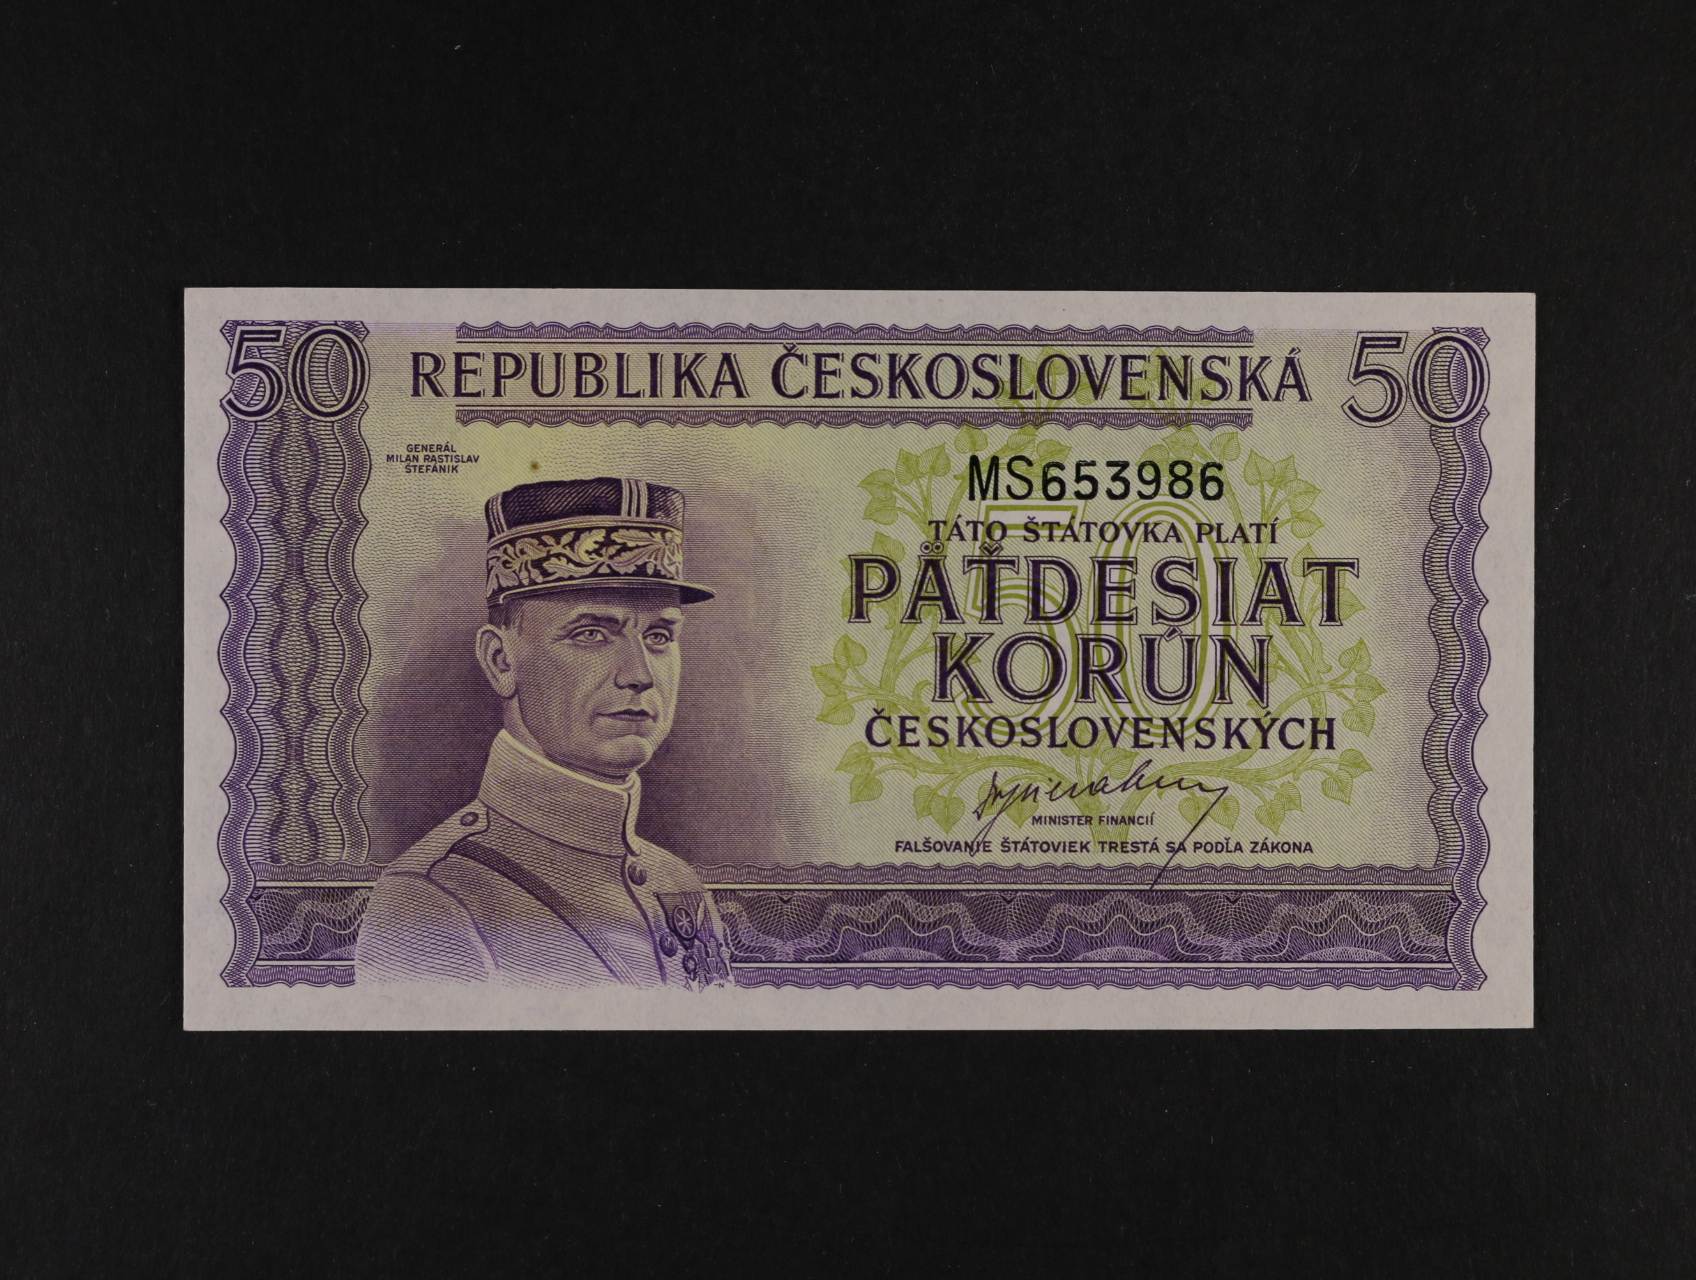 50 REPUBLIKA ČESKOSLOVENSKÁ 50
GENERÁL
MILAN RASTISLAV
ŠTEFÁNIK
MS653986
TÁTO ŠTÁTOVKA PLATÍ
PÄŤDESIAT
KORÚN
ČESKOSLOVENSKÝCH
MINISTER FINANCIÍ
FALŠOVANIE ŠTÁTOVIEK TRESTÁ SA PODĽA ZÁKONA
50